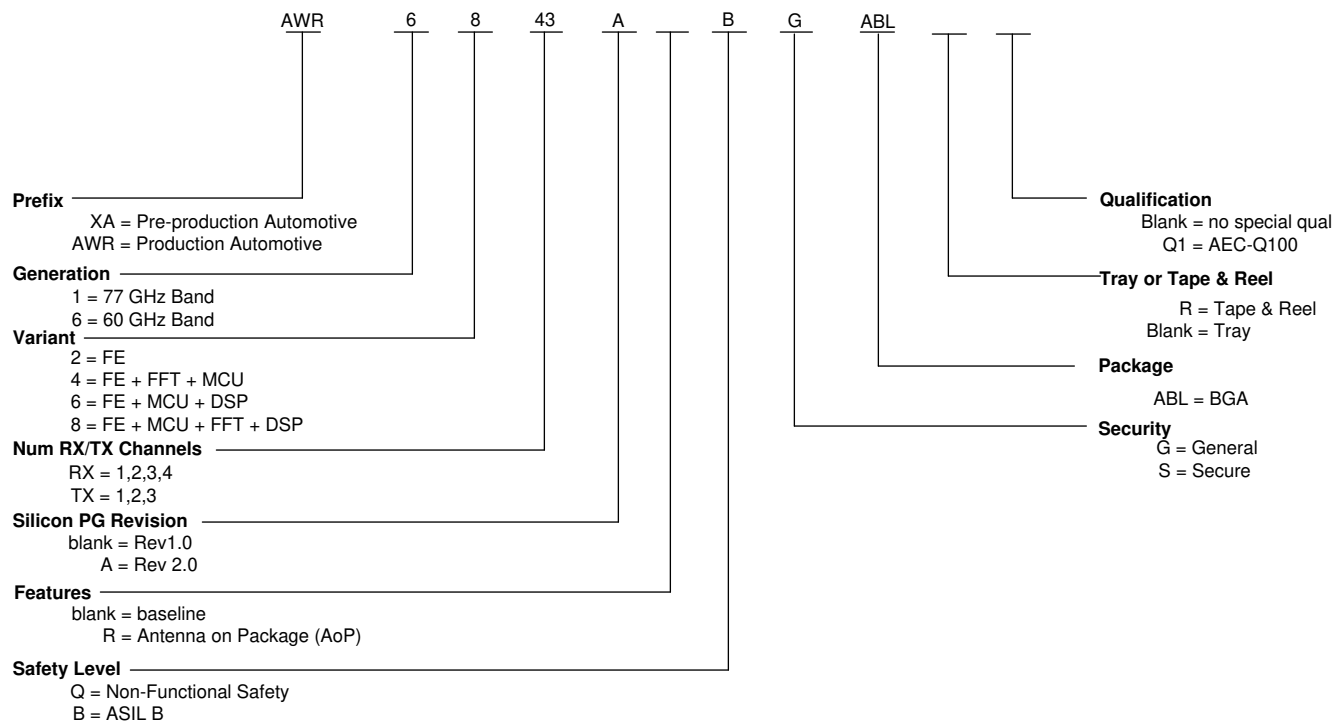 AWR 6 8 43 A B G ABL
Prefix
XA = Pre-production Automotive
AWR = Production Automotive
Generation
1 = 77 GHz Band
6 = 60 GHz Band
Variant
2 = FE
4 = FE + FFT + MCU
6 = FE + MCU + DSP
8 = FE + MCU + FFT + DSP
Num RX/TX Channels
RX = 1,2,3,4
TX = 1,2,3
Silicon PG Revision
blank = Rev1.0
A = Rev 2.0
Features
blank = baseline
R = Antenna on Package (AoP)
Safety Level
Q = Non-Functional Safety
B = ASIL B
Qualification
Blank = no special qual
Q1 = AEC-Q100
Tray or Tape & Reel
R = Tape & Reel
Blank = Tray
Package
ABL = BGA
Security
G = General
S = Secure